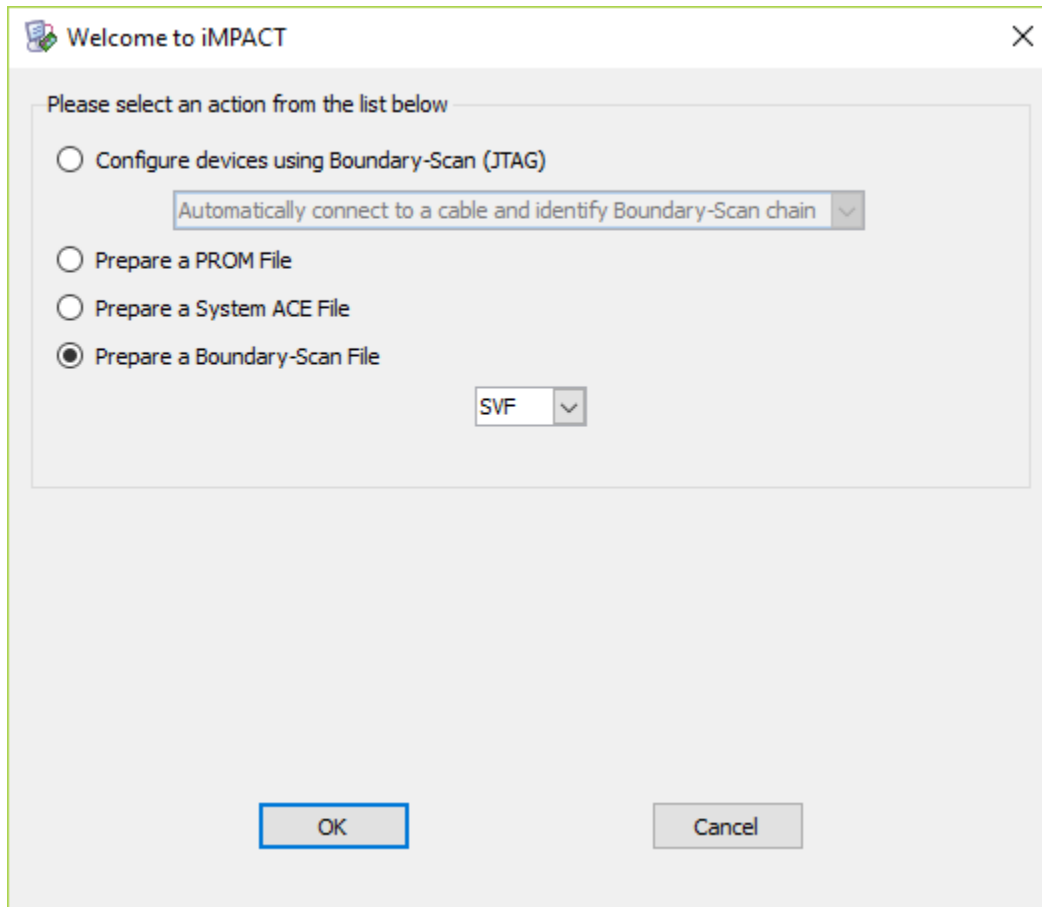 Welcome to iMPACT
Please select an action from the list below
Configure devices using Boundary-Scan (JTAG)
Automatically connect to a cable and identify Boundary-Scan chain
Prepare a PROM File
Prepare a System ACE File
Prepare a Boundary-Scan File
SVF
OK Cancel